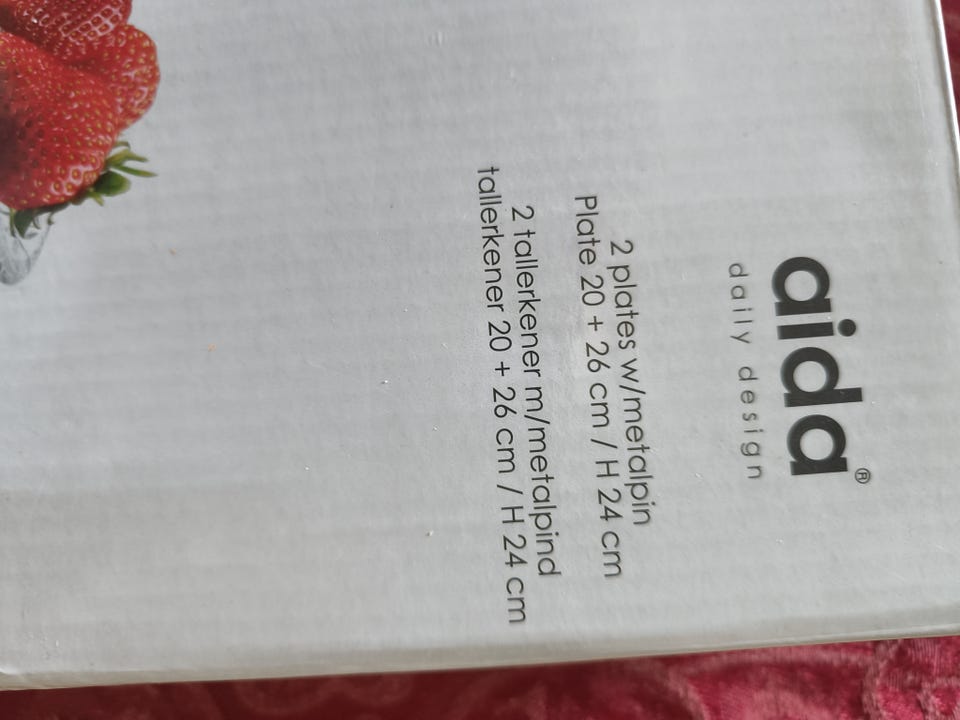 aida®
daily design
2 plates w/metalpin
Plate 20 + 26 cm / H 24 cm
2 tallerkener m/metalpind
tallerkener 20 + 26 cm / H 24 cm